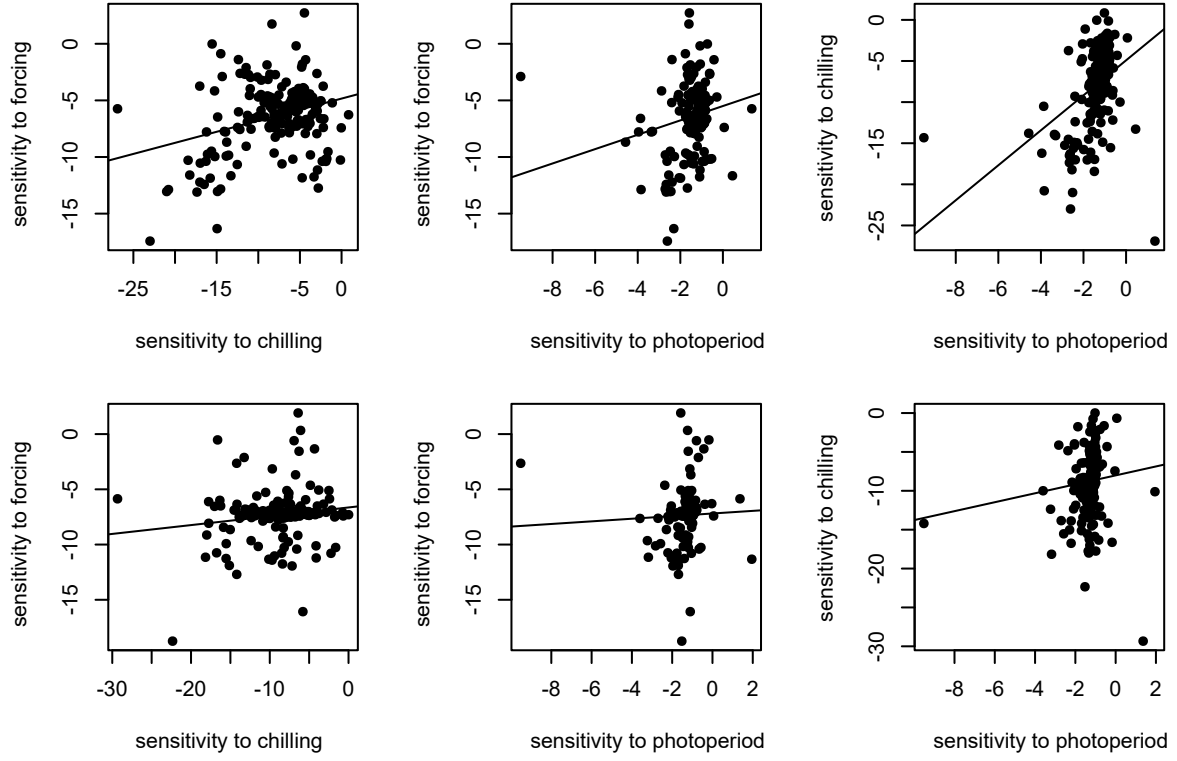 0
-5
-10
-15
sensitivity to forcing
-25 -15 -5 0
sensitivity to chilling
0
-5
-10
-15
sensitivity to forcing
-8 -6 -4 -2 0
sensitivity to photoperiod
0
-5
-15
-25
sensitivity to chilling
-8 -6 -4 -2 0
sensitivity to photoperiod
0
-5
-10
-15
sensitivity to forcing
-30 -20 -10 0
sensitivity to chilling
0
-5
-10
-15
sensitivity to forcing
-8 -6 -4 -2 0 2
sensitivity to photoperiod
0
-10
-20
-30
sensitivity to chilling
-8 -6 -4 -2 0 2
sensitivity to photoperiod